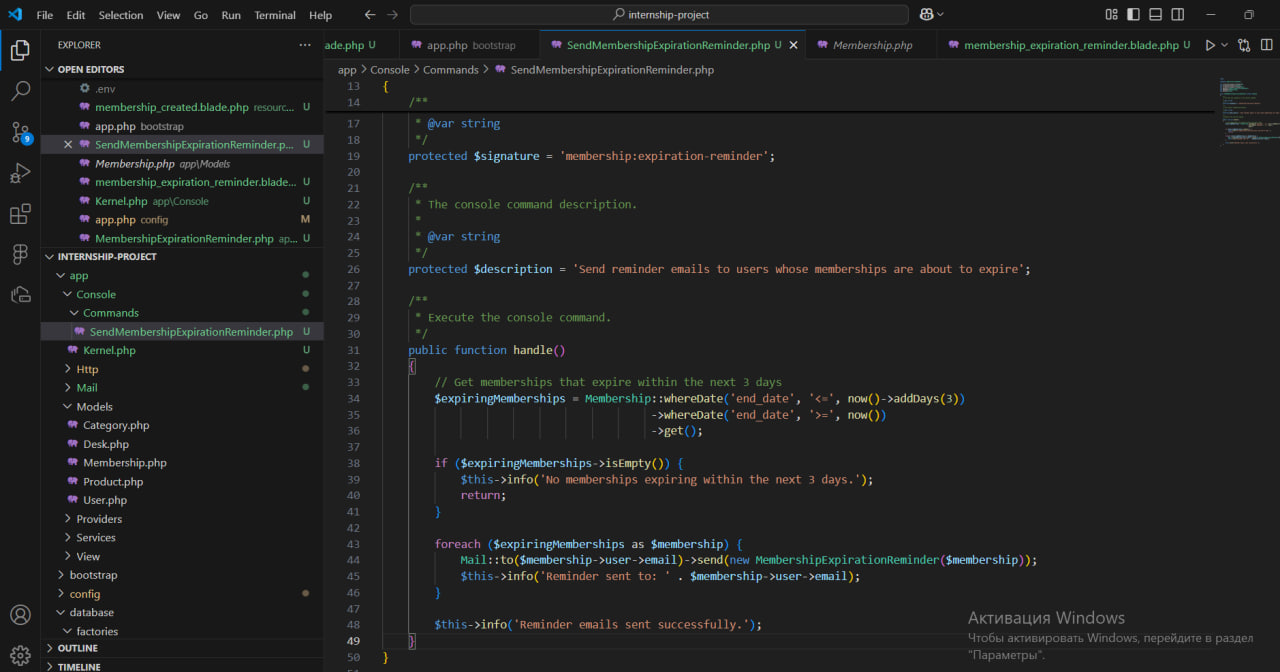 File Edit Selection View Go Run Terminal Help
internship-project
EXPLORER
OPEN EDITORS
.env
membership_created.blade.php resourc... U
app.php bootstrap
SendMembershipExpirationReminder.p... U
Membership.php app\Models
membership_expiration_reminder.blade... U
Kernel.php app\Console U
app.php config M
MembershipExpirationReminder.php ap... U
INTERNSHIP-PROJECT
app
Console
Commands
SendMembershipExpirationReminder.php U
Kernel.php U
Http
Mail
Models
Category.php
Desk.php
Membership.php
Product.php
User.php
Providers
Services
View
bootstrap
config
database
factories
OUTLINE
TIMELINE
9
ade.php U
app.php bootstrap
SendMembershipExpirationReminder.php U
Membership.php
membership_expiration_reminder.blade.php U
app > Console > Commands > SendMembershipExpirationReminder.php
13 {
14 /**
17 * @var string
18 */
19 protected $signature = 'membership:expiration-reminder';
20
21 /**
22 * The console command description.
23 *
24 * @var string
25 */
26 protected $description = 'Send reminder emails to users whose memberships are about to expire';
27
28 /**
29 * Execute the console command.
30 */
31 public function handle()
32 {
33 // Get memberships that expire within the next 3 days
34 $expiringMemberships = Membership::whereDate('end_date', '<=', now()->addDays(3))
35 ->whereDate('end_date', '>=', now())
36 ->get();
37
38 if ($expiringMemberships->isEmpty()) {
39 $this->info('No memberships expiring within the next 3 days.');
40 return;
41 }
42
43 foreach ($expiringMemberships as $membership) {
44 Mail::to($membership->user->email)->send(new MembershipExpirationReminder($membership));
45 $this->info('Reminder sent to: ' . $membership->user->email);
46 }
47
48 $this->info('Reminder emails sent successfully.');
49 }
50 }
Активация Windows
Чтобы активировать Windows, перейдите в раздел
"Параметры".